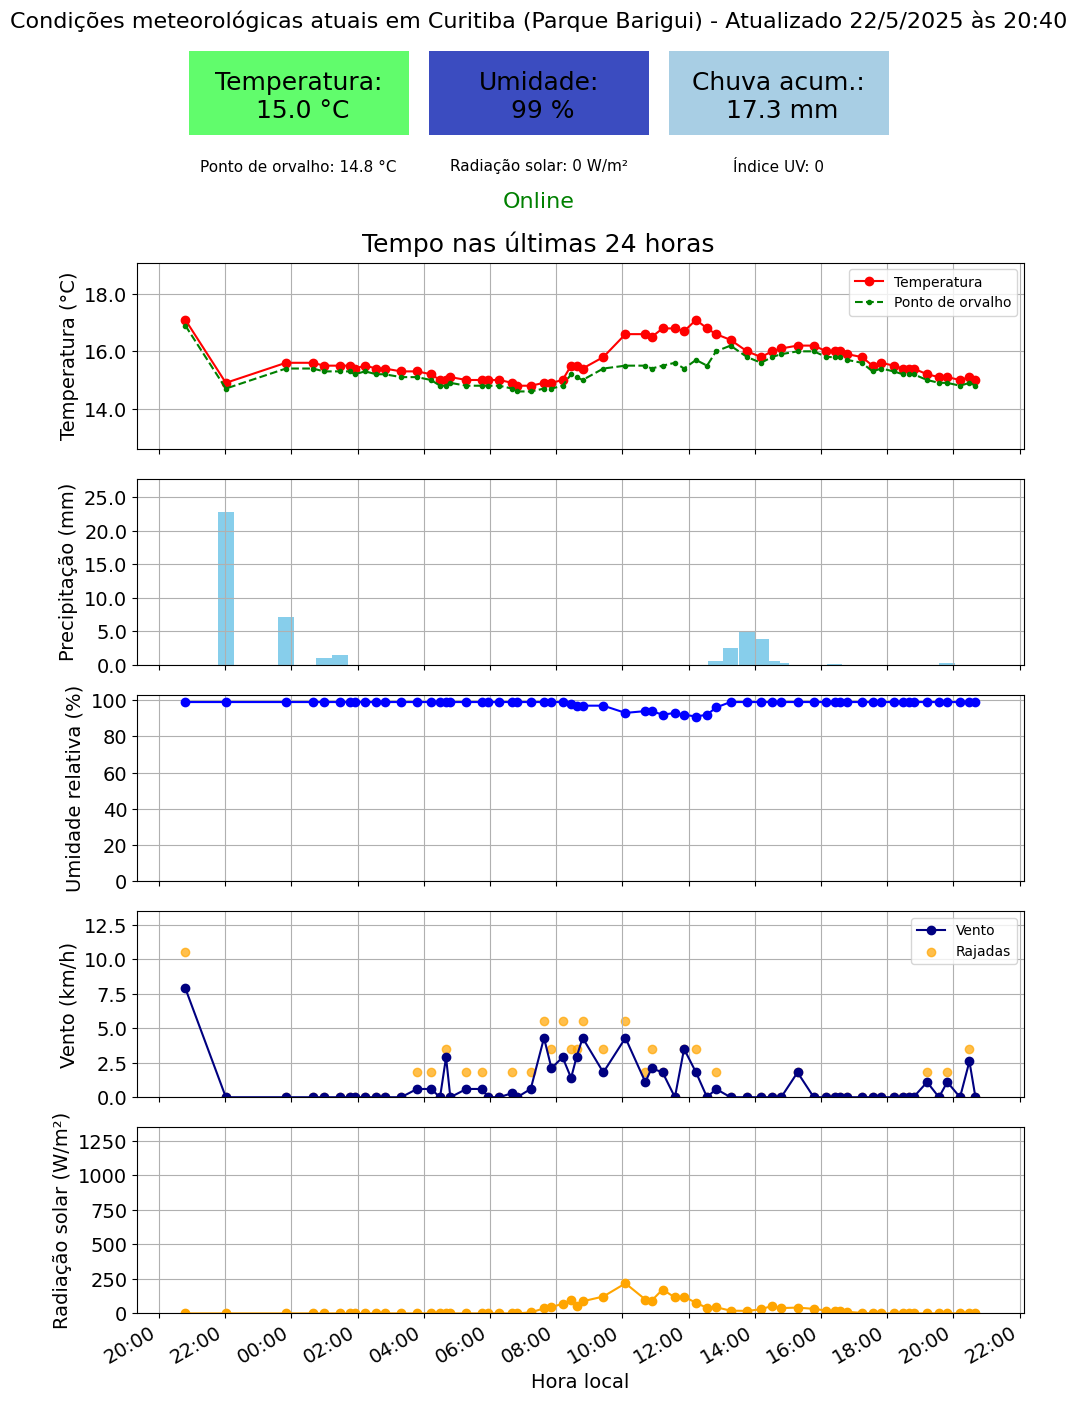 Condições meteorológicas atuais em Curitiba (Parque Barigui) - Atualizado 22/5/2025 às 20:40
Temperatura:
15.0 °C
Umidade:
99 %
Chuva acum.:
17.3 mm
Ponto de orvalho: 14.8 °C
Radiação solar: 0 W/m²
Índice UV: 0
Online
Tempo nas últimas 24 horas
Temperatura (°C)
18.0
16.0
14.0
Temperatura
Ponto de orvalho
Precipitação (mm)
25.0
20.0
15.0
10.0
5.0
0.0
Umidade relativa (%)
100
80
60
40
20
0
Vento (km/h)
12.5
10.0
7.5
5.0
2.5
0.0
Vento
Rajadas
Radiação solar (W/m²)
1250
1000
750
500
250
0
20:00
22:00
00:00
02:00
04:00
06:00
08:00
10:00
12:00
14:00
16:00
18:00
20:00
22:00
Hora local